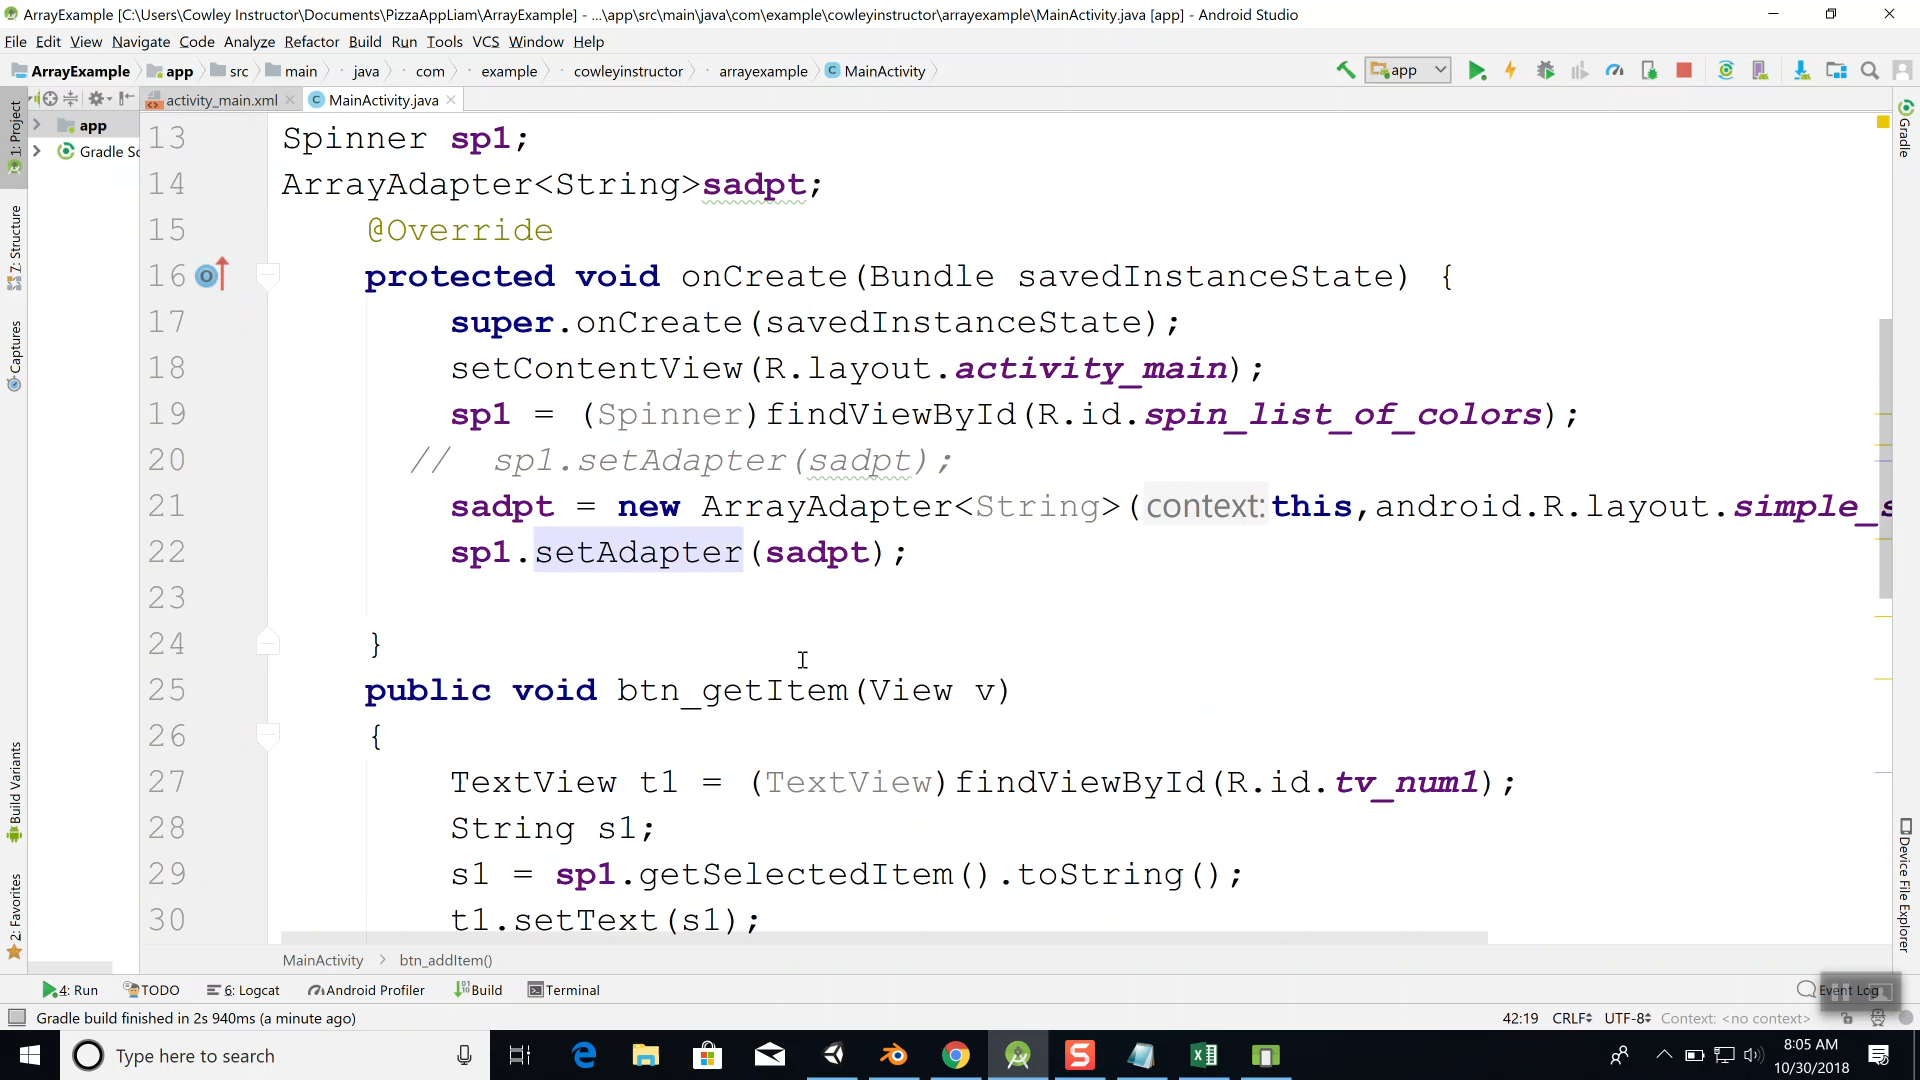 ArrayExample [C:\Users\Cowley Instructor\Documents\PizzaAppLiam\ArrayExample] - ...\app\src\main\java\com\example\cowleyinstructor\arrayexample\MainActivity.java [app] - Android Studio
File Edit View Navigate Code Analyze Refactor Build Run Tools VCS Window Help
ArrayExample app src main java com example cowleyinstructor arrayexample MainActivity
app
activity_main.xml MainActivity.java
app
Gradle Sc
1: Project
Z: Structure
Captures
Build Variants
2: Favorites
Gradle
Device File Explorer
13 Spinner sp1;
14 ArrayAdapter<String>sadpt;
15 @Override
16 protected void onCreate(Bundle savedInstanceState) {
17 super.onCreate(savedInstanceState);
18 setContentView(R.layout.activity_main);
19 sp1 = (Spinner)findViewById(R.id.spin_list_of_colors);
20 // sp1.setAdapter(sadpt);
21 sadpt = new ArrayAdapter<String>( context: this,android.R.layout.simple_s
22 sp1.setAdapter(sadpt);
23
24 }
25 public void btn_getItem(View v)
26 {
27 TextView t1 = (TextView)findViewById(R.id.tv_num1);
28 String s1;
29 s1 = sp1.getSelectedItem().toString();
30 t1.setText(s1);
MainActivity > btn_addItem()
4: Run TODO 6: Logcat Android Profiler Build Terminal Event Log
Gradle build finished in 2s 940ms (a minute ago) 42:19 CRLF UTF-8 Context: <no context>
Type here to search
8:05 AM
10/30/2018